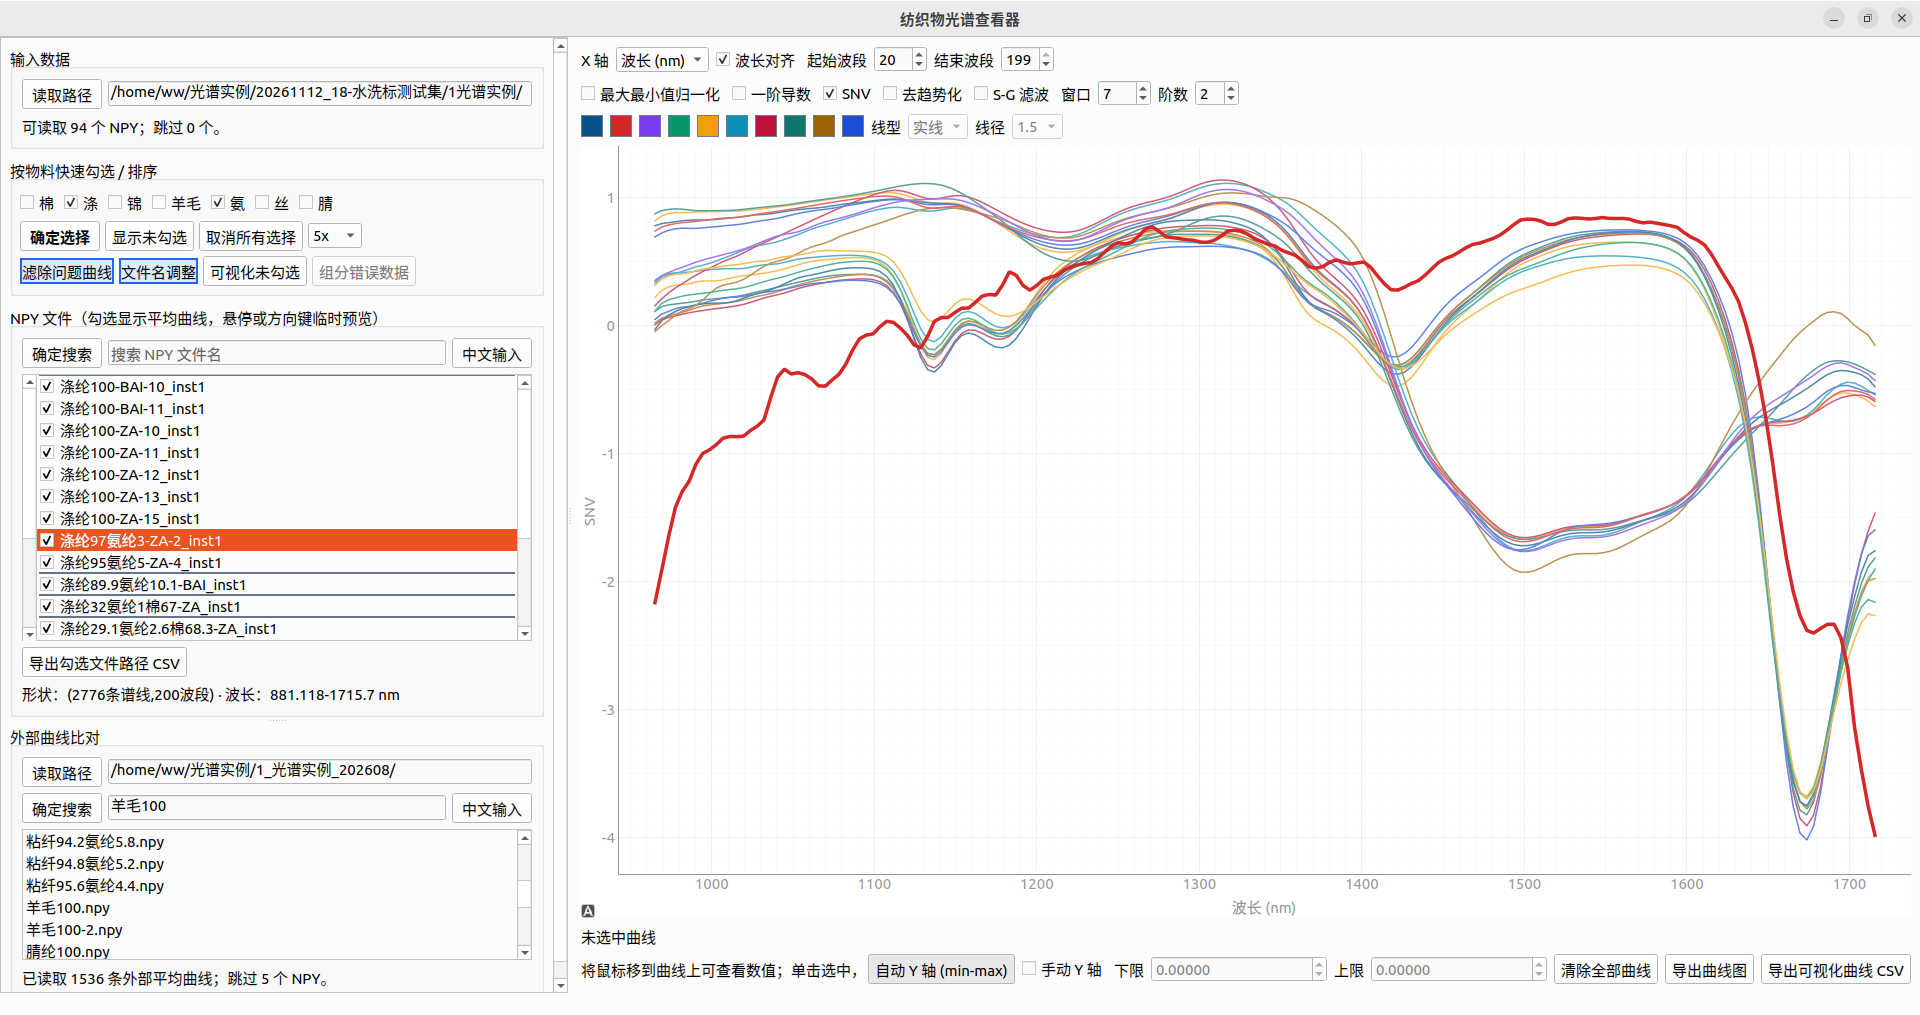 纺织物光谱查看器
输入数据
读取路径 /home/ww/光谱实例/20261112_18-水洗标测试集/1光谱实例/
可读取 94 个 NPY；跳过 0 个。
按物料快速勾选 / 排序
棉 涤 锦 羊毛 氨 丝 腈
确定选择 显示未勾选 取消所有选择 5x
滤除问题曲线 文件名调整 可视化未勾选 组分错误数据
NPY 文件（勾选显示平均曲线，悬停或方向键临时预览）
确定搜索 搜索 NPY 文件名 中文输入
涤纶100-BAI-10_inst1
涤纶100-BAI-11_inst1
涤纶100-ZA-10_inst1
涤纶100-ZA-11_inst1
涤纶100-ZA-12_inst1
涤纶100-ZA-13_inst1
涤纶100-ZA-15_inst1
涤纶97氨纶3-ZA-2_inst1
涤纶95氨纶5-ZA-4_inst1
涤纶89.9氨纶10.1-BAI_inst1
涤纶32氨纶1棉67-ZA_inst1
涤纶29.1氨纶2.6棉68.3-ZA_inst1
导出勾选文件路径 CSV
形状：(2776条谱线,200波段) · 波长：881.118-1715.7 nm
外部曲线比对
读取路径 /home/ww/光谱实例/1_光谱实例_202608/
确定搜索 羊毛100 中文输入
粘纤94.2氨纶5.8.npy
粘纤94.8氨纶5.2.npy
粘纤95.6氨纶4.4.npy
羊毛100.npy
羊毛100-2.npy
腈纶100.npy
已读取 1536 条外部平均曲线；跳过 5 个 NPY。
X 轴 波长 (nm) 波长对齐 起始波段 20 结束波段 199
最大最小值归一化 一阶导数 SNV 去趋势化 S-G 滤波 窗口 7 阶数 2
线型 实线 线径 1.5
1
0
-1
-2
-3
-4
SNV
1000 1100 1200 1300 1400 1500 1600 1700
波长 (nm)
A
未选中曲线
将鼠标移到曲线上可查看数值；单击选中， 自动 Y 轴 (min-max) 手动 Y 轴 下限 0.00000 上限 0.00000 清除全部曲线 导出曲线图 导出可视化曲线 CSV